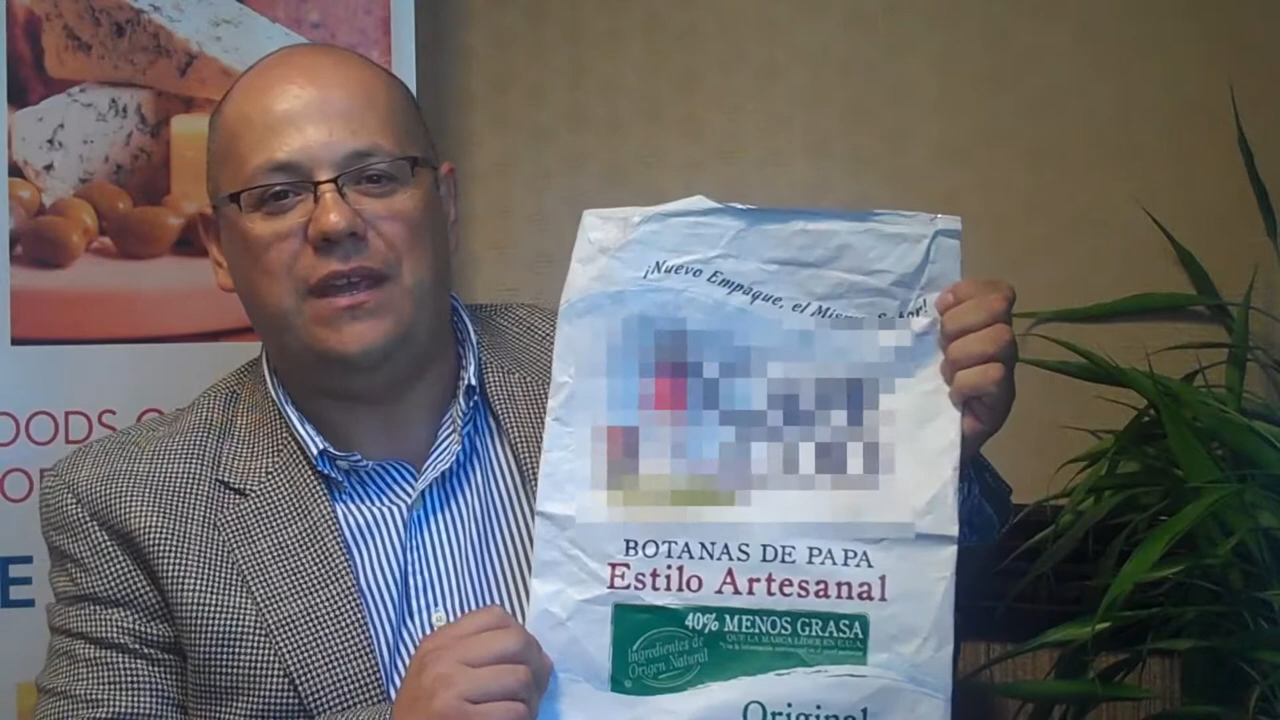 ¡Nuevo Empaque, el Mismo Sabor!
BOTANAS DE PAPA
Estilo Artesanal
40% MENOS GRASA
QUE LA MARCA LÍDER EN E.U.A.
Ingredientes de
Origen Natural
Original
OODS
E